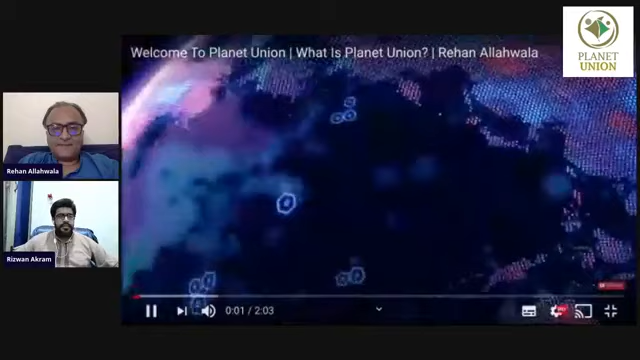 Welcome To Planet Union | What Is Planet Union? | Rehan Allahwala
PLANET
UNION
Rehan Allahwala
Rizwan Akram
0:01 / 2:03